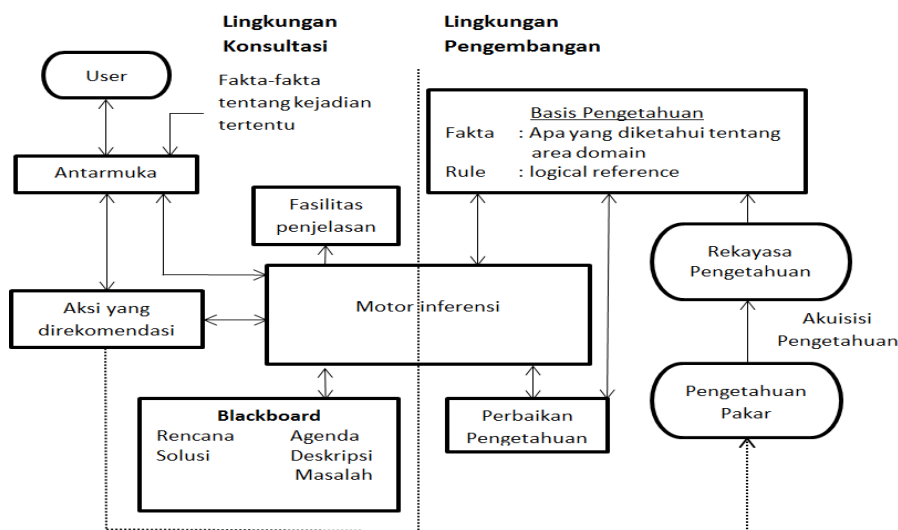 Lingkungan
Konsultasi
Lingkungan
Pengembangan
User
Fakta-fakta
tentang kejadian
tertentu
Antarmuka
Basis Pengetahuan
Fakta : Apa yang diketahui tentang
area domain
Rule : logical reference
Fasilitas
penjelasan
Rekayasa
Pengetahuan
Aksi yang
direkomendasi
Motor inferensi
Akuisisi
Pengetahuan
Blackboard
Rencana Agenda
Solusi Deskripsi
Masalah
Perbaikan
Pengetahuan
Pengetahuan
Pakar